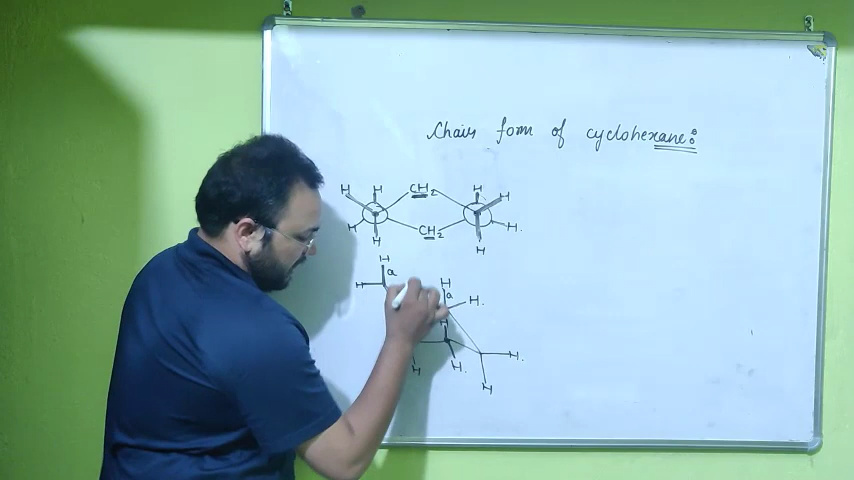 Chair form of cyclohexane:
H H CH2 H H
H H CH2 H H.
H a H a
H H.
H
H H. H.
H